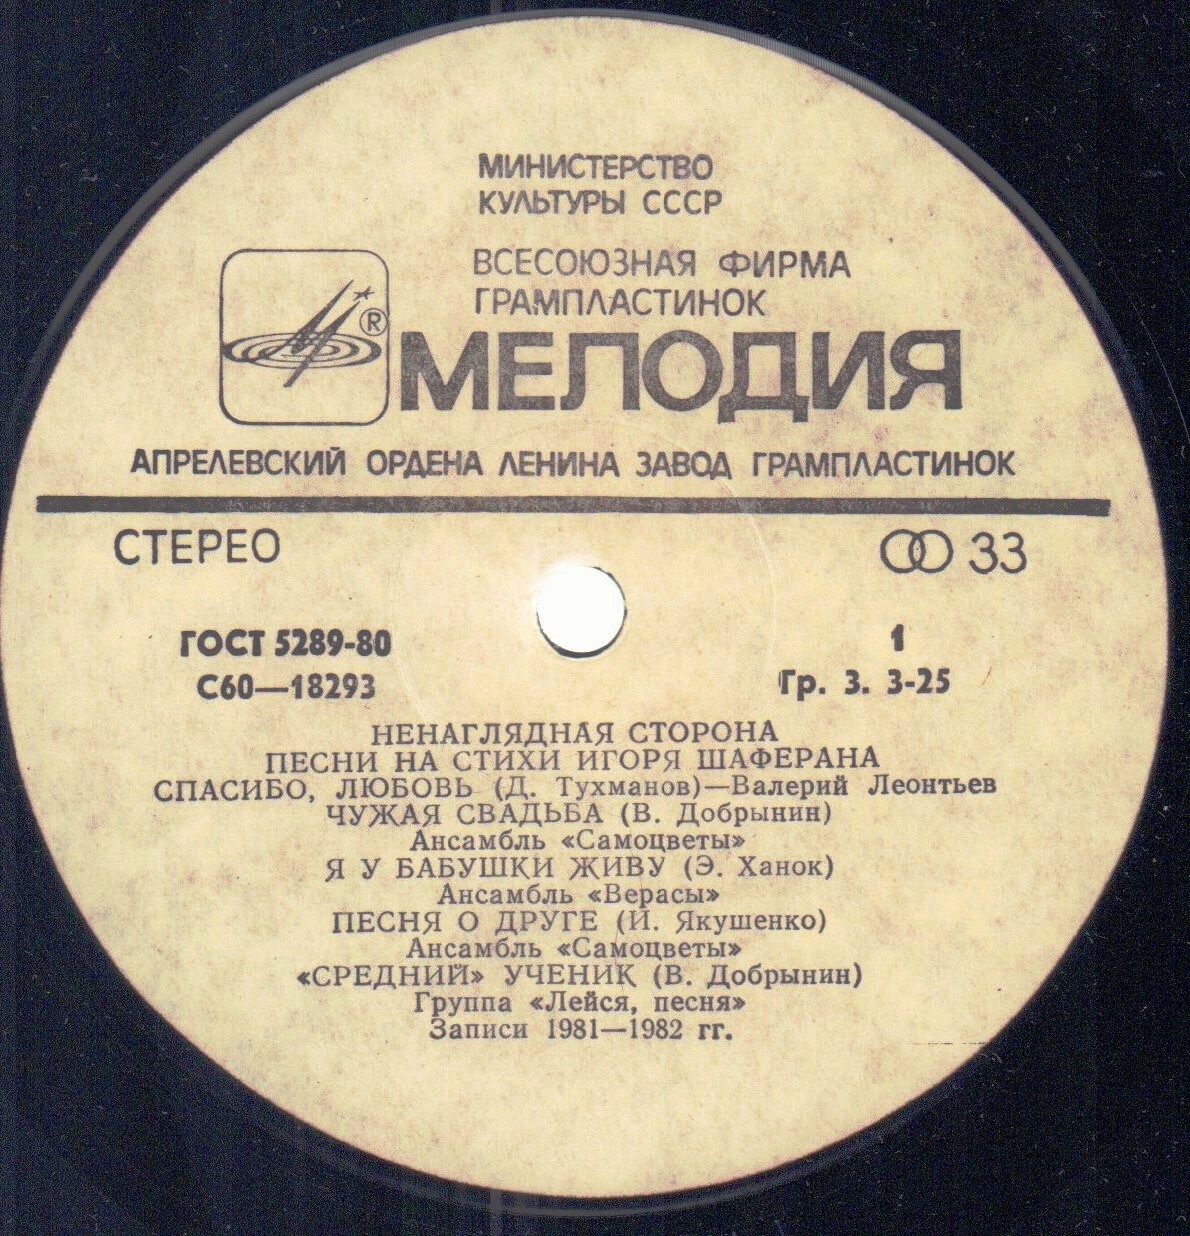 МИНИСТЕРСТВО
КУЛЬТУРЫ СССР
ВСЕСОЮЗНАЯ ФИРМА
ГРАМПЛАСТИНОК
®
МЕЛОДИЯ
АПРЕЛЕВСКИЙ ОРДЕНА ЛЕНИНА ЗАВОД ГРАМПЛАСТИНОК
СТЕРЕО 33
ГОСТ 5289-80 1
С60—18293 Гр. 3. 3-25
НЕНАГЛЯДНАЯ СТОРОНА
ПЕСНИ НА СТИХИ ИГОРЯ ШАФЕРАНА
СПАСИБО, ЛЮБОВЬ (Д. Тухманов)—Валерий Леонтьев
ЧУЖАЯ СВАДЬБА (В. Добрынин)
Ансамбль «Самоцветы»
Я У БАБУШКИ ЖИВУ (Э. Ханок)
Ансамбль «Верасы»
ПЕСНЯ О ДРУГЕ (И. Якушенко)
Ансамбль «Самоцветы»
«СРЕДНИЙ» УЧЕНИК (В. Добрынин)
Группа «Лейся, песня»
Записи 1981—1982 гг.